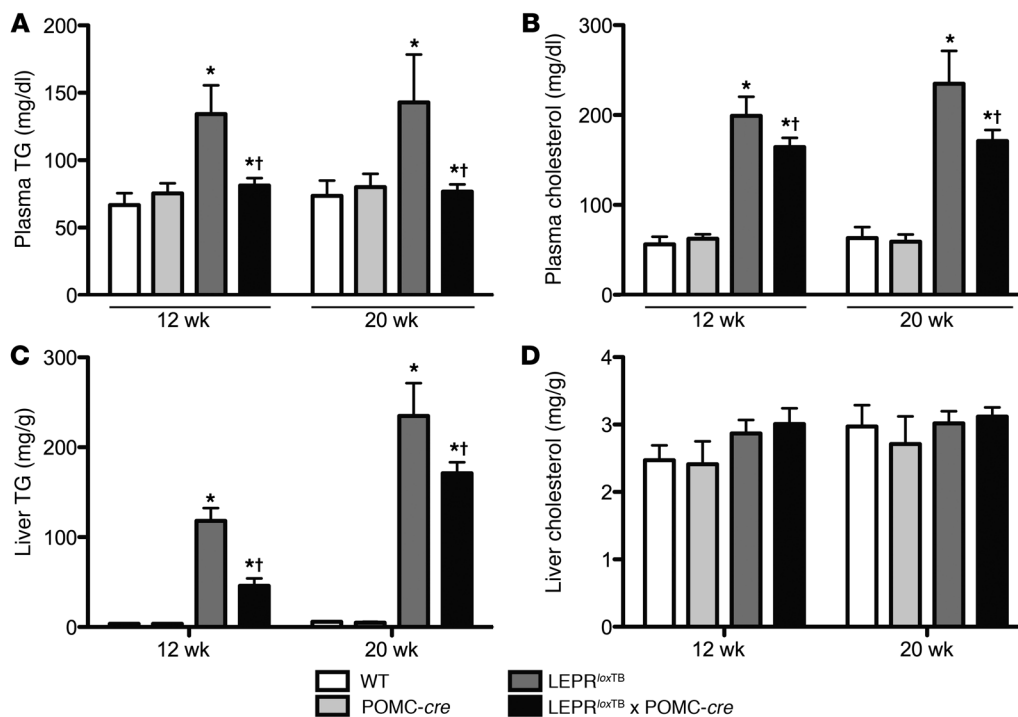 A
Plasma TG (mg/dl)
200
150
100
50
0
*
*†
*
*†
12 wk
20 wk
B
Plasma cholesterol (mg/dl)
300
200
100
0
*
*†
*
*†
12 wk
20 wk
C
Liver TG (mg/g)
300
200
100
0
*
*†
*
*†
12 wk
20 wk
D
Liver cholesterol (mg/g)
4
3
2
1
0
12 wk
20 wk
WT
POMC-cre
LEPRloxTB
LEPRloxTB x POMC-cre